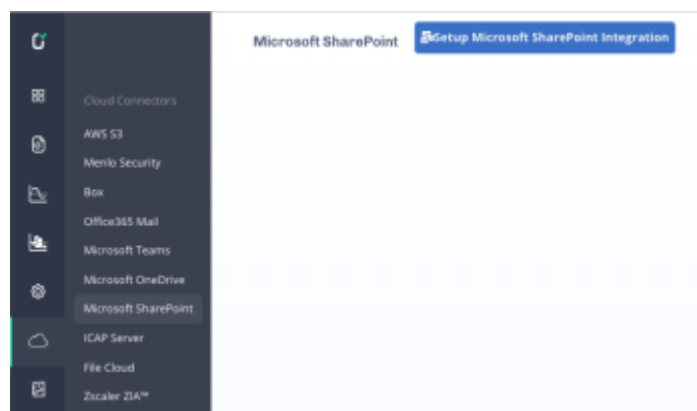 Microsoft SharePoint
Setup Microsoft SharePoint Integration
Cloud Connectors
AWS S3
Menlo Security
Box
Office365 Mail
Microsoft Teams
Microsoft OneDrive
Microsoft SharePoint
ICAP Server
File Cloud
Zscaler ZIA™